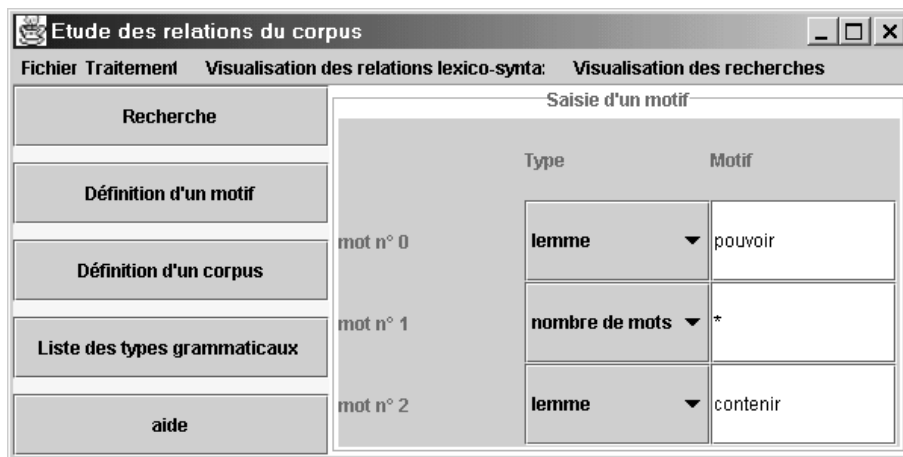 Etude des relations du corpus
Fichier Traitement Visualisation des relations lexico-synta: Visualisation des recherches
Recherche
Définition d'un motif
Définition d'un corpus
Liste des types grammaticaux
aide
Saisie d'un motif
Type Motif
mot n° 0 lemme pouvoir
mot n° 1 nombre de mots *
mot n° 2 lemme contenir